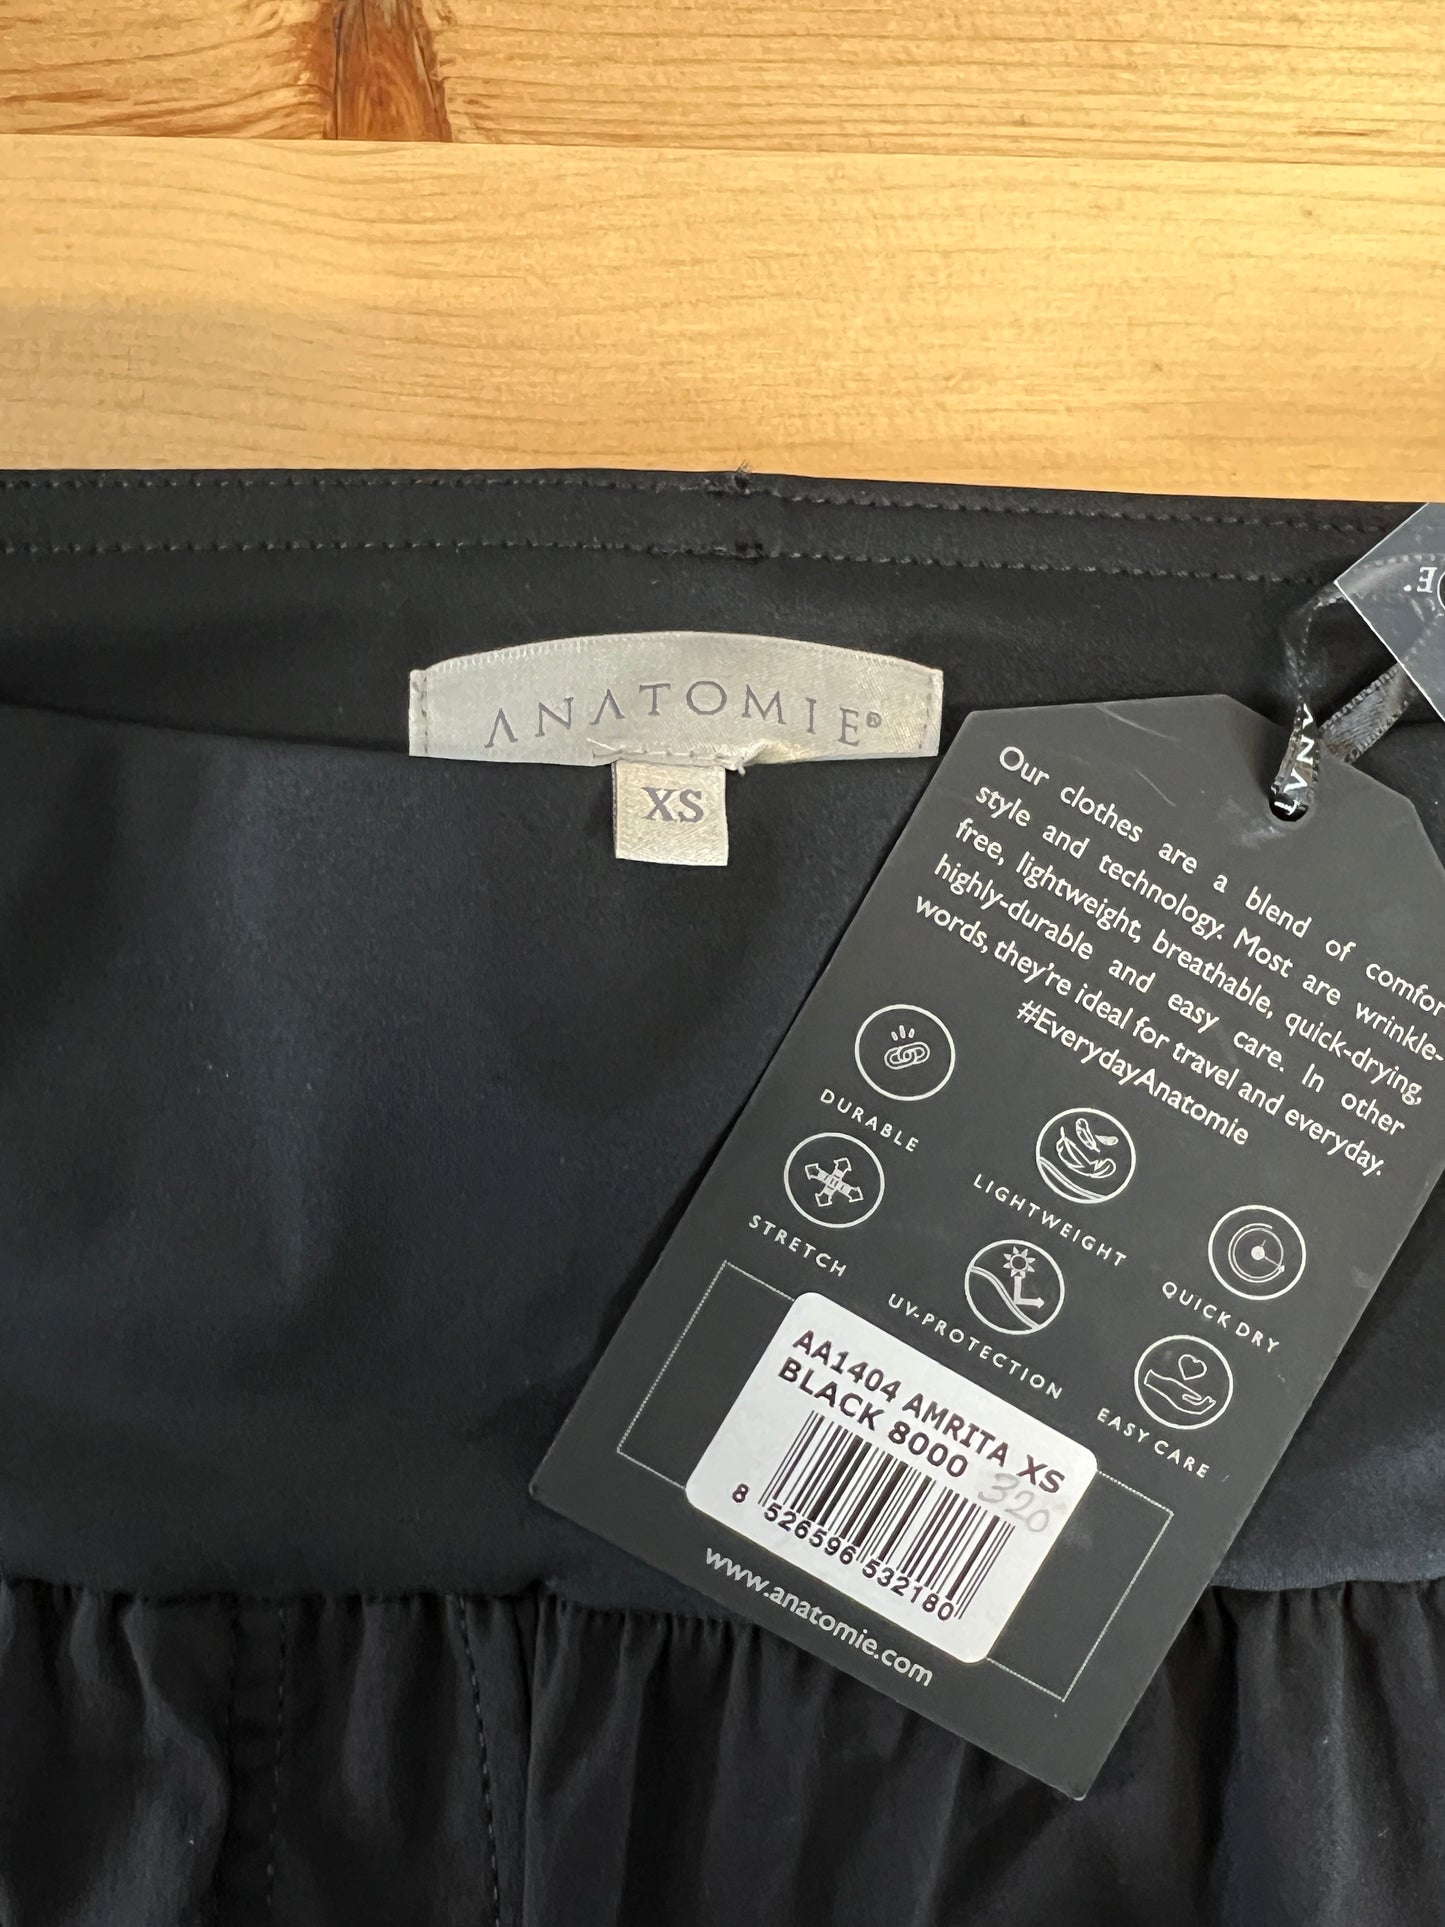 ANATOMIE®
XS
E®
ANAT
Our clothes are a blend of comfor
style and technology. Most are wrinkle-
free, lightweight, breathable, quick-drying,
highly-durable and easy care. In other
words, they're ideal for travel and everyday.
#EverydayAnatomie
DURABLE
LIGHTWEIGHT
QUICK DRY
STRETCH
UV-PROTECTION
EASY CARE
AA1404 AMRITA XS
BLACK 8000
320
8 526596 532180
www.anatomie.com